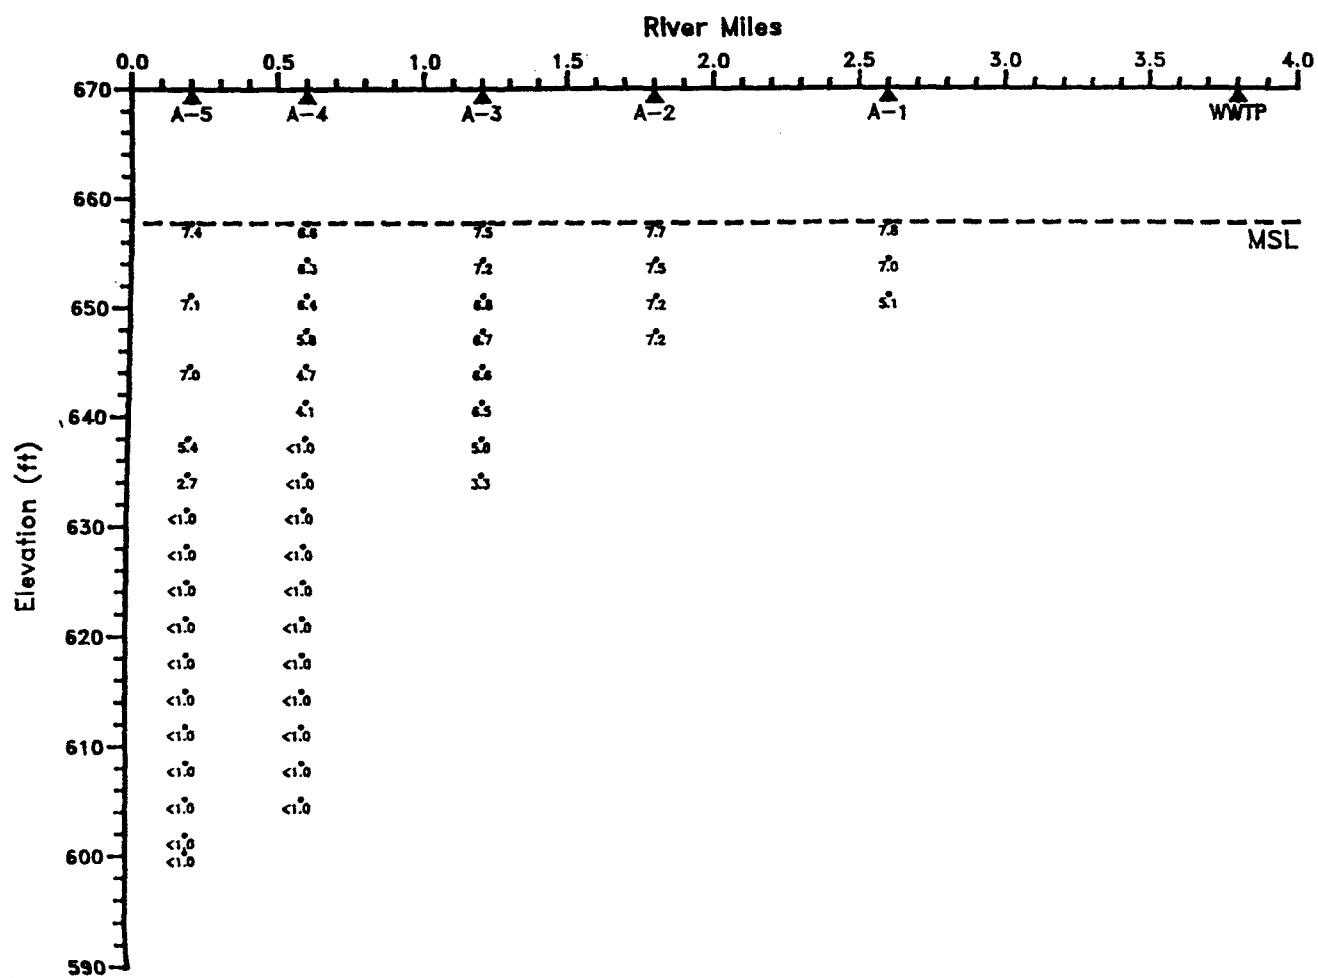 River Miles
0.0 0.5 1.0 1.5 2.0 2.5 3.0 3.5 4.0
670
A-5 A-4 A-3 A-2 A-1 WWTP
660
7.4 6.6 7.5 7.7 7.8
MSL
6.3 7.2 7.5 7.0
650 7.1 6.4 6.8 7.2 5.1
5.8 6.7 7.2
7.0 4.7 6.6
640 4.1 6.5
5.4 <1.0 5.0
2.7 <1.0 3.3
630 <1.0 <1.0
<1.0 <1.0
<1.0 <1.0
620 <1.0 <1.0
<1.0 <1.0
<1.0 <1.0
610 <1.0 <1.0
<1.0 <1.0
<1.0 <1.0
<1.0
600 <1.0
590
Elevation (ft)